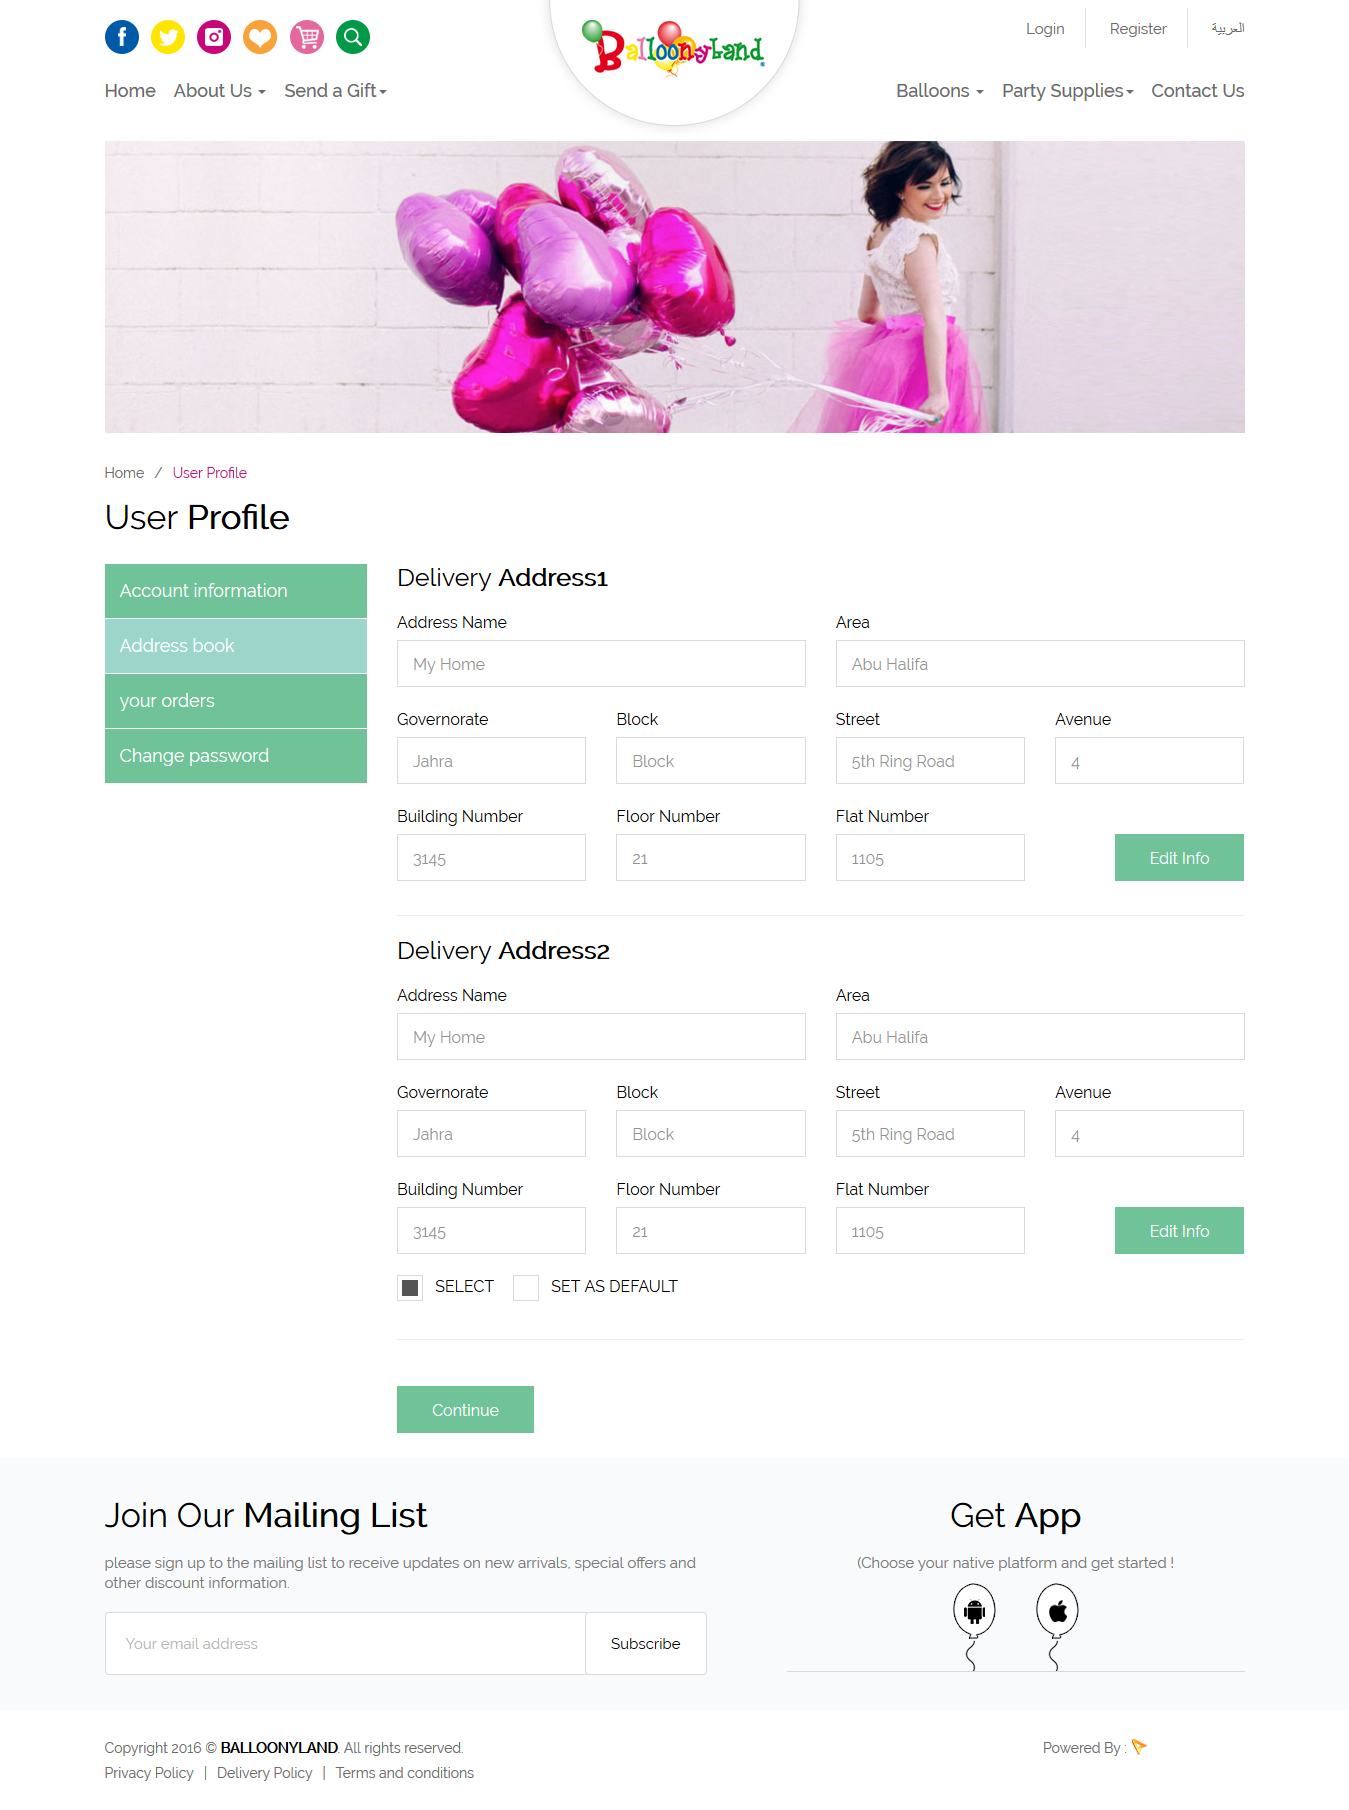 BalloonyLand
Login Register العربية
Home About Us Send a Gift Balloons Party Supplies Contact Us
Home / User Profile
User Profile
Account information
Address book
your orders
Change password
Delivery Address1
Address Name Area
My Home Abu Halifa
Governorate Block Street Avenue
Jahra Block 5th Ring Road 4
Building Number Floor Number Flat Number
3145 21 1105 Edit Info
Delivery Address2
Address Name Area
My Home Abu Halifa
Governorate Block Street Avenue
Jahra Block 5th Ring Road 4
Building Number Floor Number Flat Number
3145 21 1105 Edit Info
SELECT SET AS DEFAULT
Continue
Join Our Mailing List
please sign up to the mailing list to receive updates on new arrivals, special offers and
other discount information.
Your email address Subscribe
Get App
(Choose your native platform and get started !
Copyright 2016 © BALLOONYLAND. All rights reserved.
Privacy Policy | Delivery Policy | Terms and conditions
Powered By :